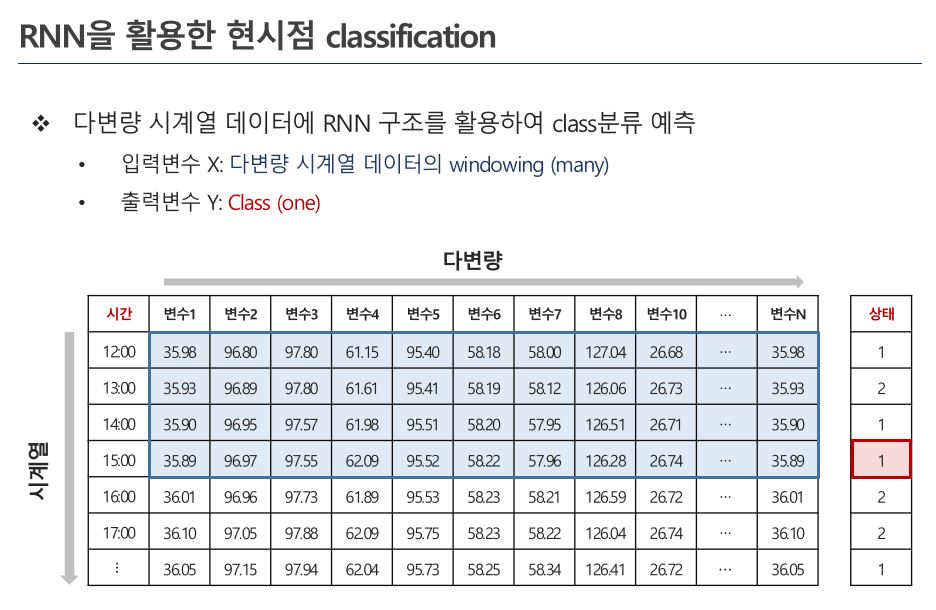 RNN을 활용한 현시점 classification
❖ 다변량 시계열 데이터에 RNN 구조를 활용하여 class분류 예측
• 입력변수 X: 다변량 시계열 데이터의 windowing (many)
• 출력변수 Y: Class (one)
다변량
시계열
시간 변수1 변수2 변수3 변수4 변수5 변수6 변수7 변수8 변수10 … 변수N 상태
12:00 35.98 96.80 97.80 61.15 95.40 58.18 58.00 127.04 26.68 … 35.98 1
13:00 35.93 96.89 97.80 61.61 95.41 58.19 58.12 126.06 26.73 … 35.93 2
14:00 35.90 96.95 97.57 61.98 95.51 58.20 57.95 126.51 26.71 … 35.90 1
15:00 35.89 96.97 97.55 62.09 95.52 58.22 57.96 126.28 26.74 … 35.89 1
16:00 36.01 96.96 97.73 61.89 95.53 58.23 58.21 126.59 26.72 … 36.01 2
17:00 36.10 97.05 97.88 62.09 95.75 58.23 58.22 126.04 26.74 … 36.10 2
⋮ 36.05 97.15 97.94 62.04 95.73 58.25 58.34 126.41 26.72 … 36.05 1